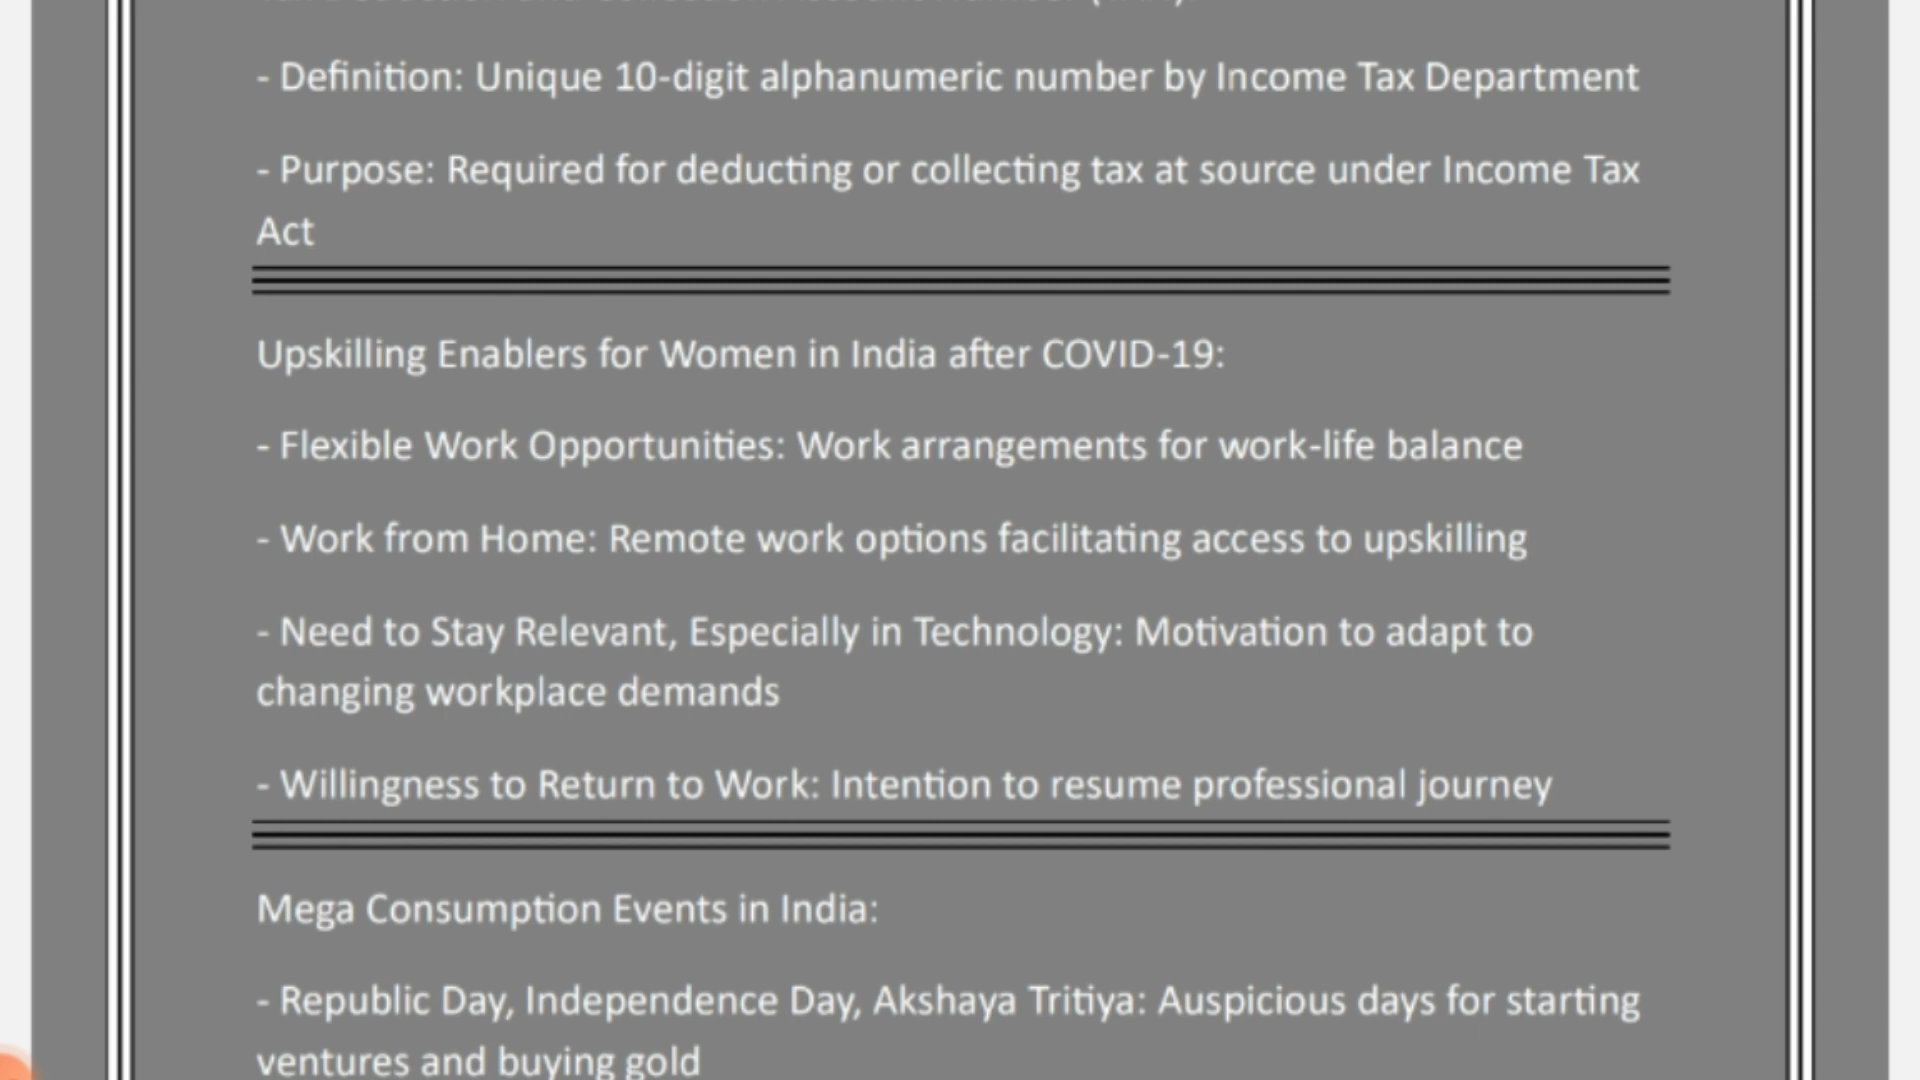 - Definition: Unique 10-digit alphanumeric number by Income Tax Department
- Purpose: Required for deducting or collecting tax at source under Income Tax
Act
Upskilling Enablers for Women in India after COVID-19:
- Flexible Work Opportunities: Work arrangements for work-life balance
- Work from Home: Remote work options facilitating access to upskilling
- Need to Stay Relevant, Especially in Technology: Motivation to adapt to
changing workplace demands
- Willingness to Return to Work: Intention to resume professional journey
Mega Consumption Events in India:
- Republic Day, Independence Day, Akshaya Tritiya: Auspicious days for starting
ventures and buying gold